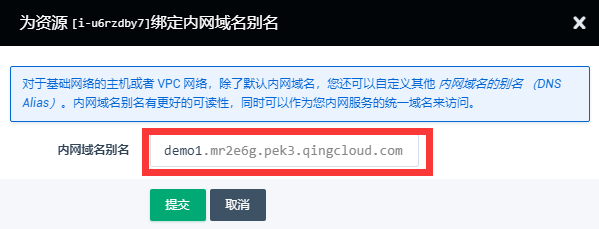 为资源 [i-u6rzdby7]绑定内网域名别名
对于基础网络的主机或者 VPC 网络，除了默认内网域名，您还可以自定义其他 内网域名的别名 （DNS
Alias）。内网域名别名有更好的可读性，同时可以作为您内网服务的统一域名来访问。
内网域名别名 demo1.mr2e6g.pek3.qingcloud.com
提交 取消